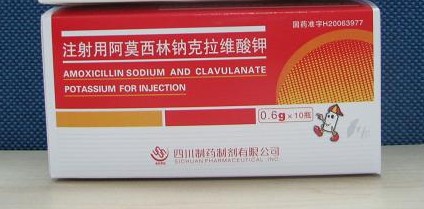 国药准字H20083977
注射用阿莫西林钠克拉维酸钾
AMOXICILLIN SODIUM AND CLAVULANATE
POTASSIUM FOR INJECTION
0.6g×10瓶
四川制药制剂有限公司
SICHUAN PHARMACEUTICAL .INC.